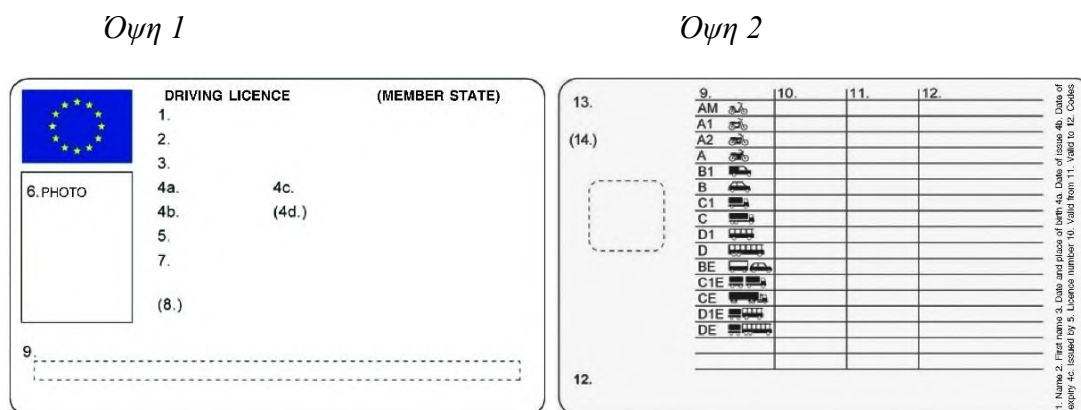 Όψη 1
Όψη 2
DRIVING LICENCE (MEMBER STATE)
1.
2.
3.
4a. 4c.
4b. (4d.)
5.
7.
(8.)
6.PHOTO
9.
13.
(14.)
12.
9. 10. 11. 12.
AM
A1
A2
A
B1
B
C1
C
D1
D
BE
C1E
CE
D1E
DE
1. Name 2. First name 3. Date and place of birth 4a. Date of issue 4b. Date of
expiry 4c. Issued by 5. Licence number 10. Valid from 11. Valid to 12. Codes